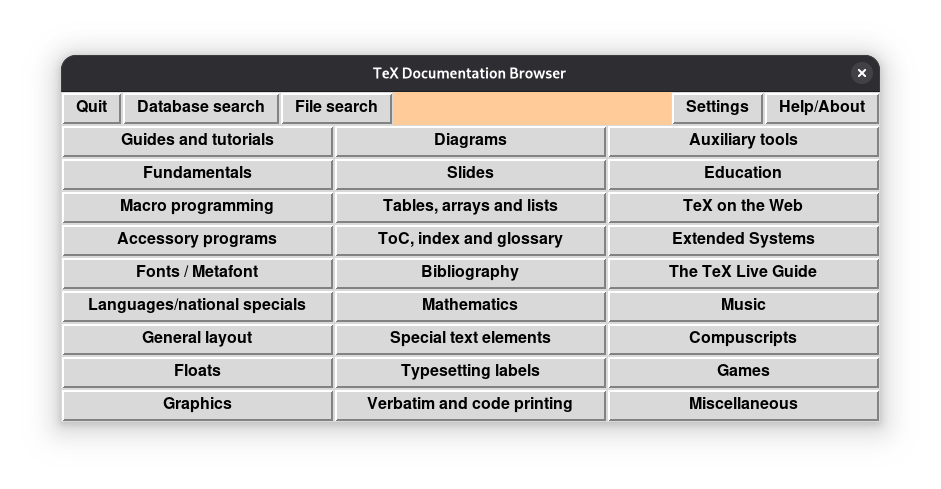 TeX Documentation Browser
Quit Database search File search Settings Help/About
Guides and tutorials Diagrams Auxiliary tools
Fundamentals Slides Education
Macro programming Tables, arrays and lists TeX on the Web
Accessory programs ToC, index and glossary Extended Systems
Fonts / Metafont Bibliography The TeX Live Guide
Languages/national specials Mathematics Music
General layout Special text elements Compuscripts
Floats Typesetting labels Games
Graphics Verbatim and code printing Miscellaneous